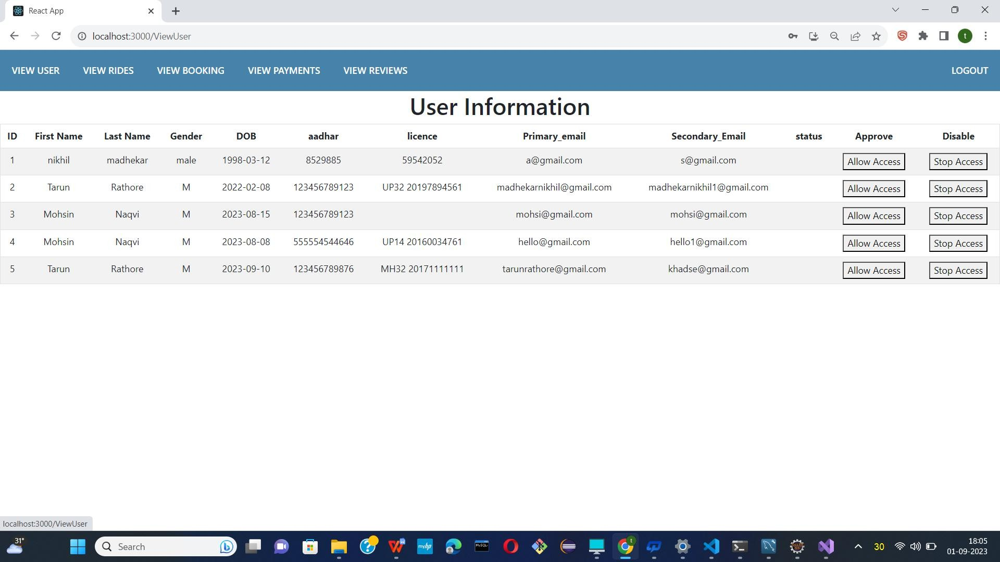 React App
localhost:3000/ViewUser
t
VIEW USER VIEW RIDES VIEW BOOKING VIEW PAYMENTS VIEW REVIEWS LOGOUT
User Information
ID First Name Last Name Gender DOB aadhar licence Primary_email Secondary_Email status Approve Disable
1 nikhil madhekar male 1998-03-12 8529885 59542052 a@gmail.com s@gmail.com Allow Access Stop Access
2 Tarun Rathore M 2022-02-08 123456789123 UP32 20197894561 madhekarnikhil@gmail.com madhekarnikhil1@gmail.com Allow Access Stop Access
3 Mohsin Naqvi M 2023-08-15 123456789123 mohsi@gmail.com mohsi@gmail.com Allow Access Stop Access
4 Mohsin Naqvi M 2023-08-08 555554544646 UP14 20160034761 hello@gmail.com hello1@gmail.com Allow Access Stop Access
5 Tarun Rathore M 2023-09-10 123456789876 MH32 20171111111 tarunrathore@gmail.com khadse@gmail.com Allow Access Stop Access
localhost:3000/ViewUser
31° Search myhp MySQL t 30 18:05
01-09-2023